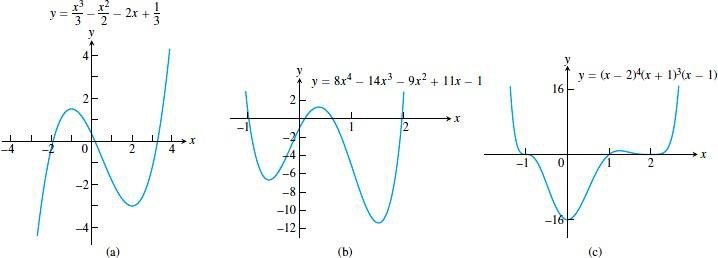 y = x³/3 − x²/2 − 2x + 1/3
y
4
2
−4
−2
0
2
4
x
−2
−4
(a)
y
y = 8x⁴ − 14x³ − 9x² + 11x − 1
2
−1
1
2
x
−2
−4
−6
−8
−10
−12
(b)
y
y = (x − 2)⁴(x + 1)³(x − 1)
16
−1
0
1
2
x
−16
(c)